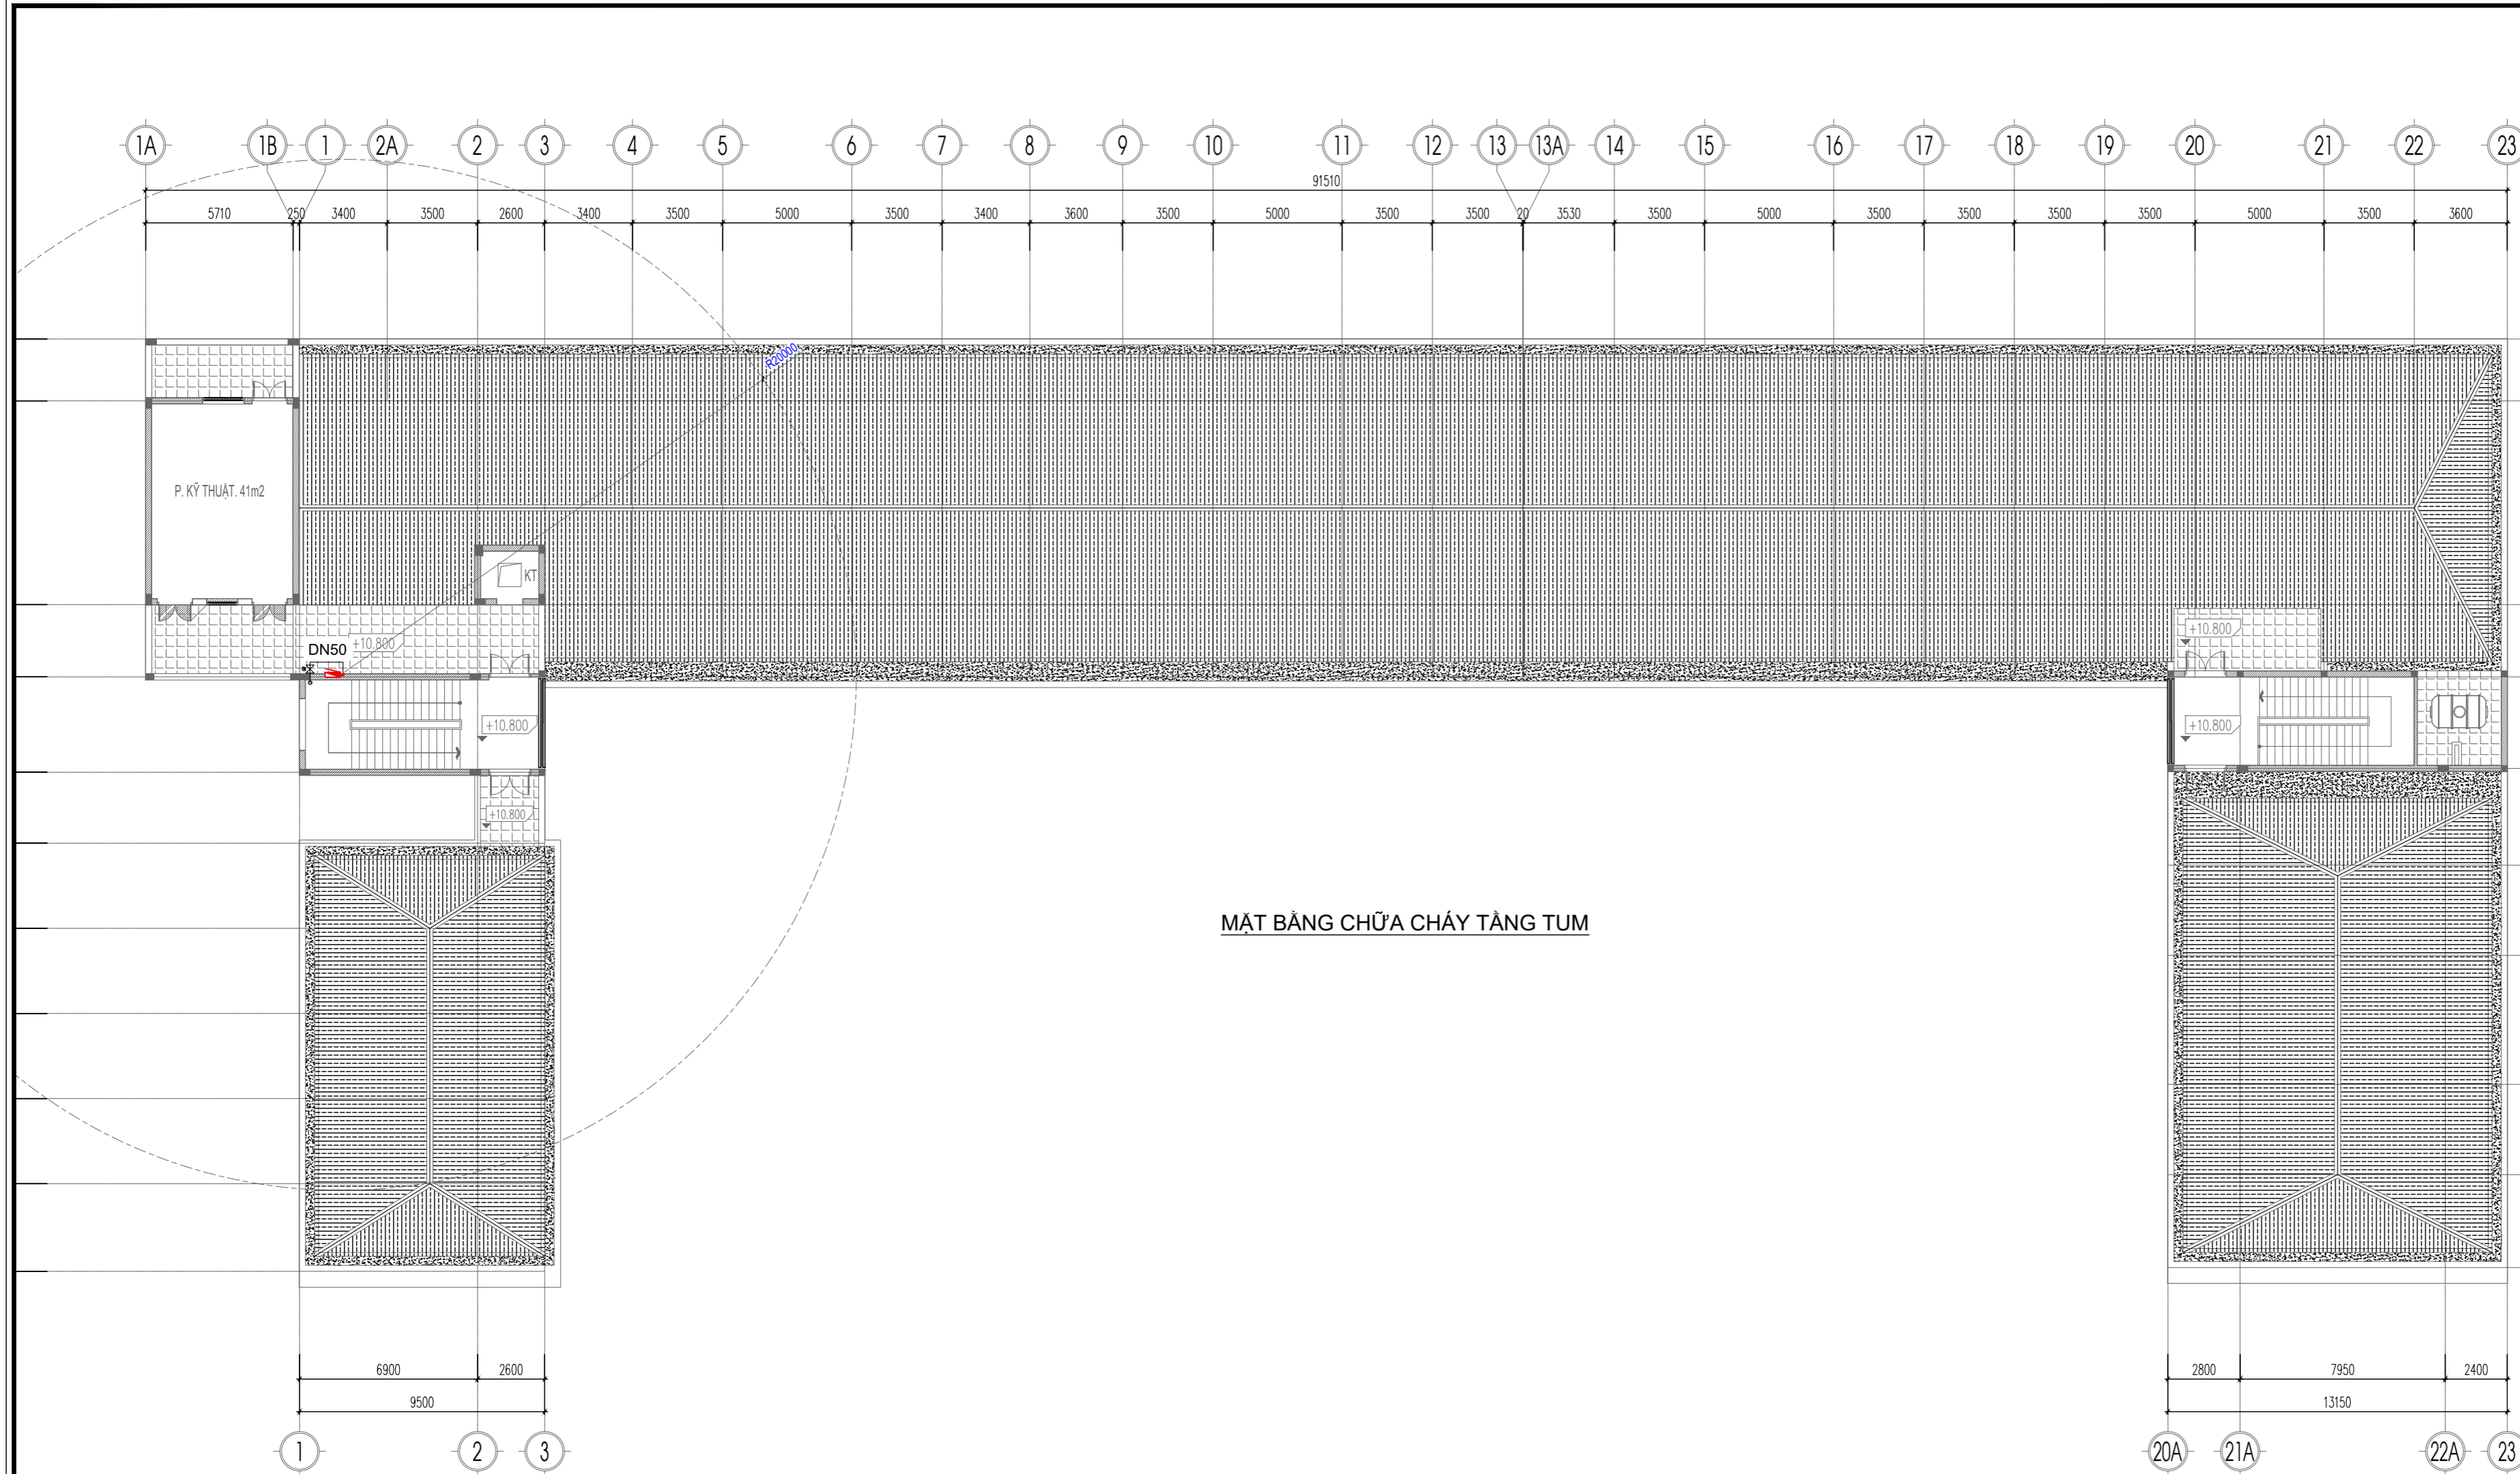 1A 1B 1 2A 2 3 4 5 6 7 8 9 10 11 12 13 13A 14 15 16 17 18 19 20 21 22 23
91510
5710 250 3400 3500 2600 3400 3500 5000 3500 3400 3600 3500 5000 3500 3500 20 3530 3500 5000 3500 3500 3500 3500 5000 3500 3600
R20000
P. KỸ THUẬT. 41m2
KT
+10.800
DN50 +10.800
+10.800 +10.800
+10.800
MẶT BẰNG CHỮA CHÁY TẦNG TUM
6900 2600 2800 7950 2400
9500 13150
1 2 3 20A 21A 22A 23